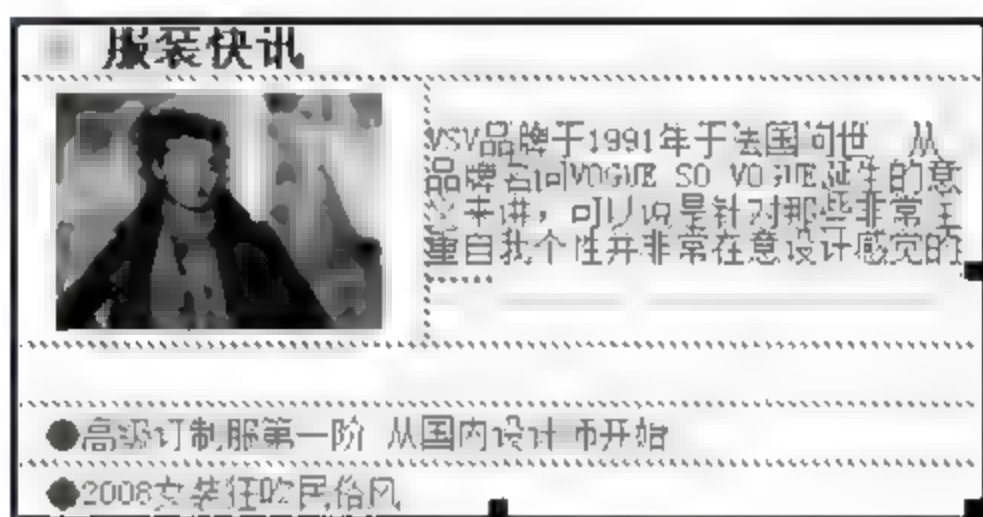 服装快讯
VSV品牌于1991年于法国问世 从
品牌名词VOGUE SO VOGUE诞生的意
义来讲，可以说是针对那些非常注
重自我个性并非常在意设计感觉的
●高级订制服第一阶 从国内设计师开始
●2008女装狂吹民俗风